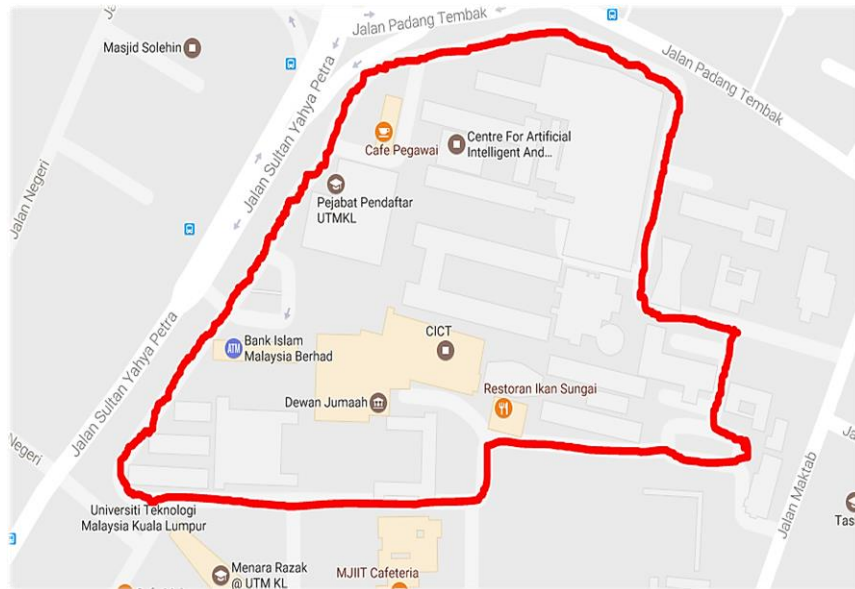 Jalan Padang Tembak
Masjid Solehin
Jalan Sultan Yahya Petra
Jalan Padang Tembak
Centre For Artificial
Intelligent And...
Cafe Pegawai
Jalan Negeri
Pejabat Pendaftar
UTMKL
CICT
ATM
Bank Islam
Malaysia Berhad
Jalan Sultan Yahya Petra
Restoran Ikan Sungai
Dewan Jumaah
Negeri
Jalan Maktab
Universiti Teknologi
Malaysia Kuala Lumpur
Tas
Menara Razak
@ UTM KL
MJIIT Cafeteria